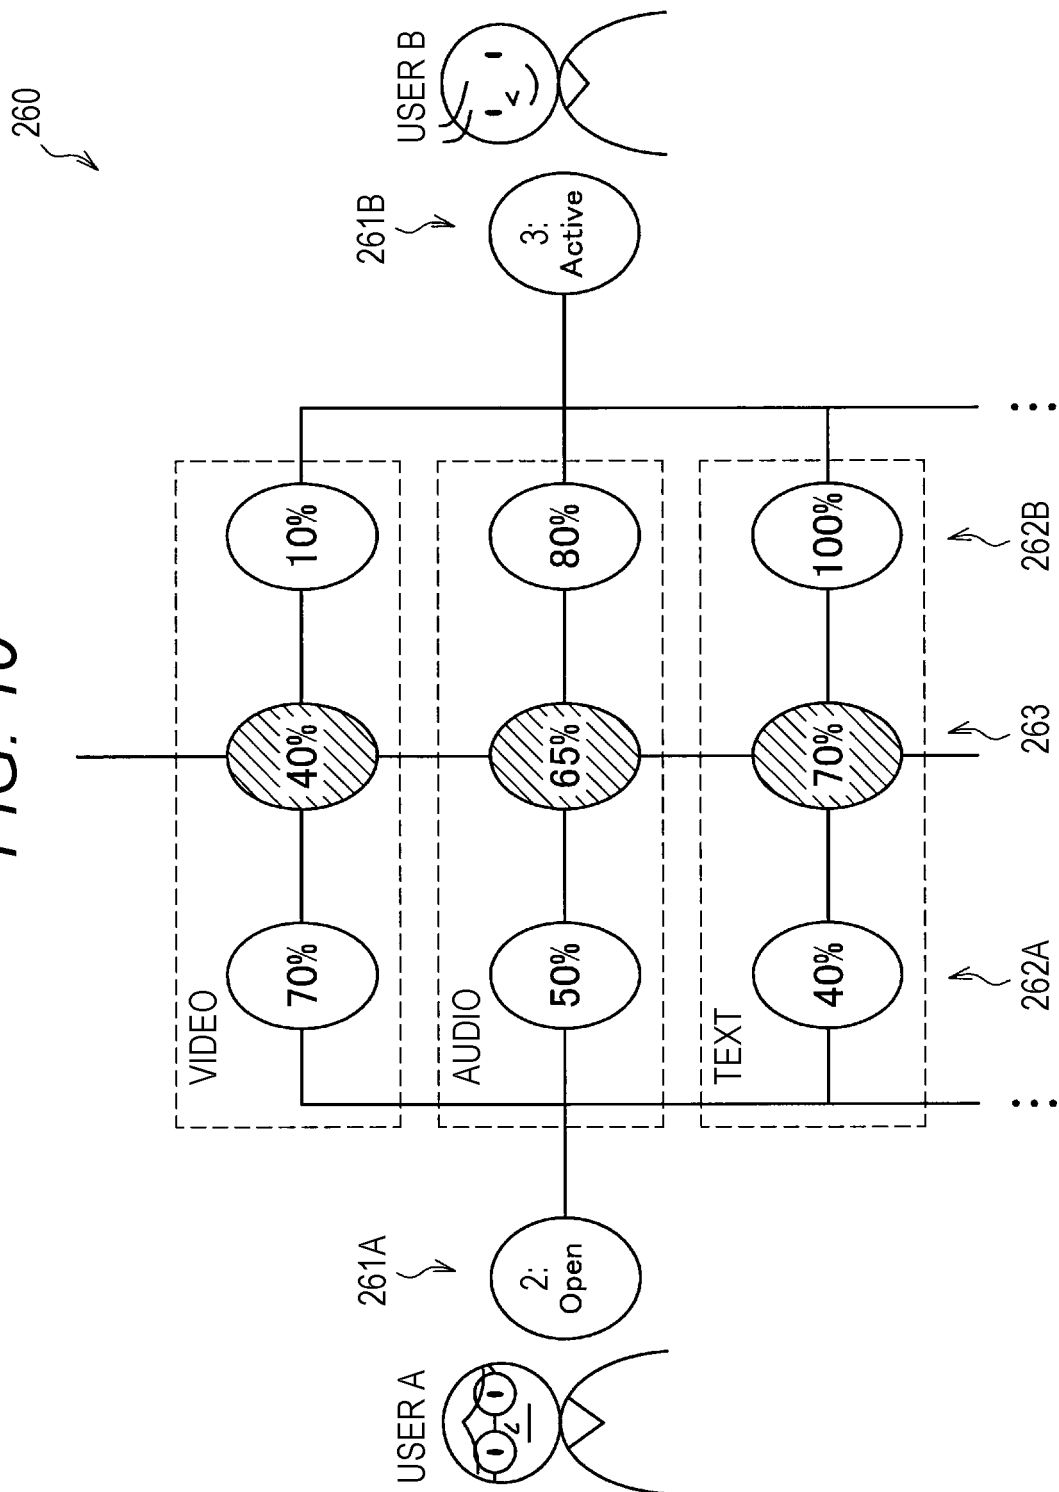 FIG.
260
VIDEO
70%
40%
10%
USER A
261A
261B
USER B
AUDIO
2:
Open
50%
65%
80%
3:
Active
TEXT
40%
70%
100%
262A
263
262B